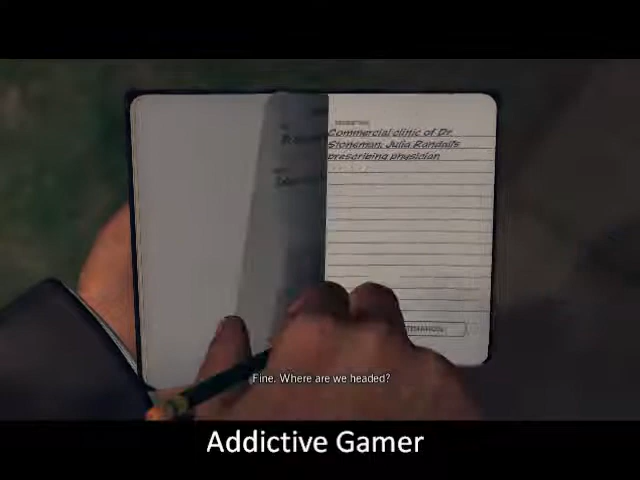 Commercial clinic of Dr.
Stoneman, Julia Randall's
prescribing physician
Fine. Where are we headed?
Addictive Gamer